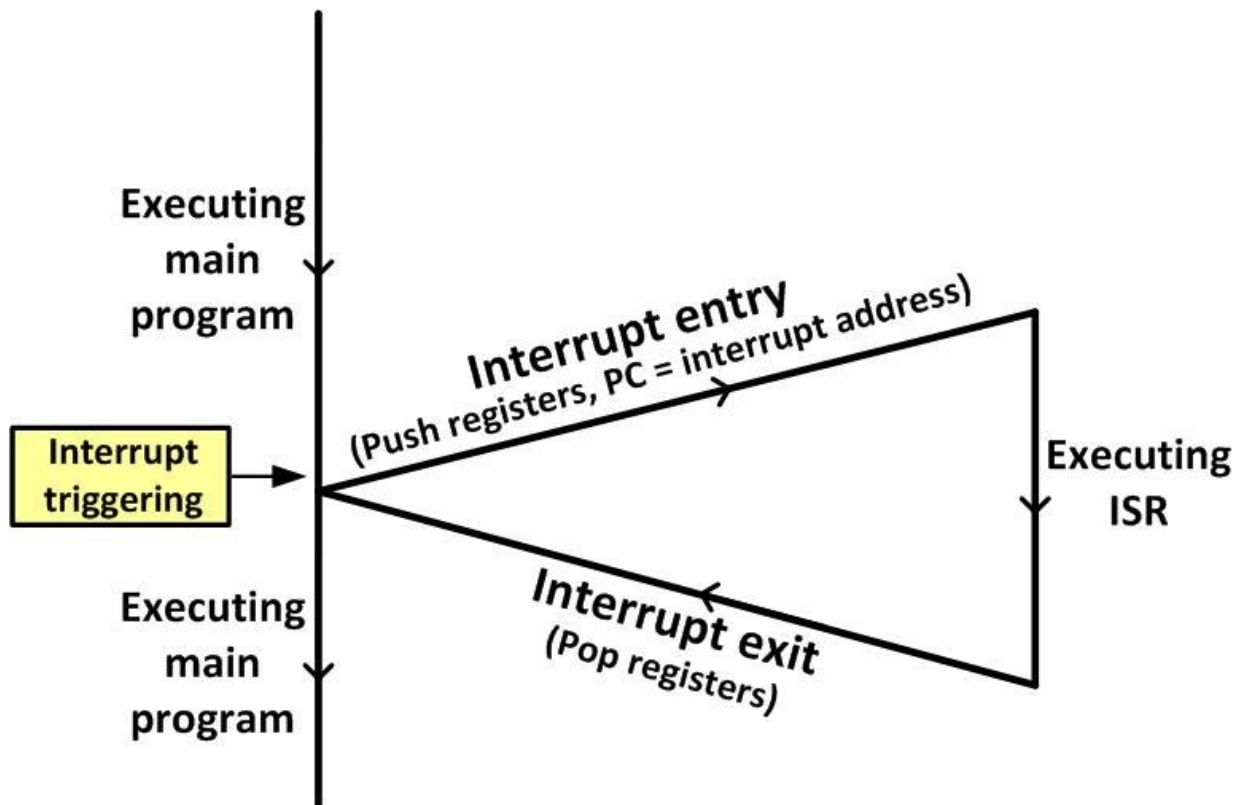 Executing
main
program
Interrupt entry
(Push registers, PC = interrupt address)
Interrupt
triggering
Executing
ISR
Interrupt exit
(Pop registers)
Executing
main
program